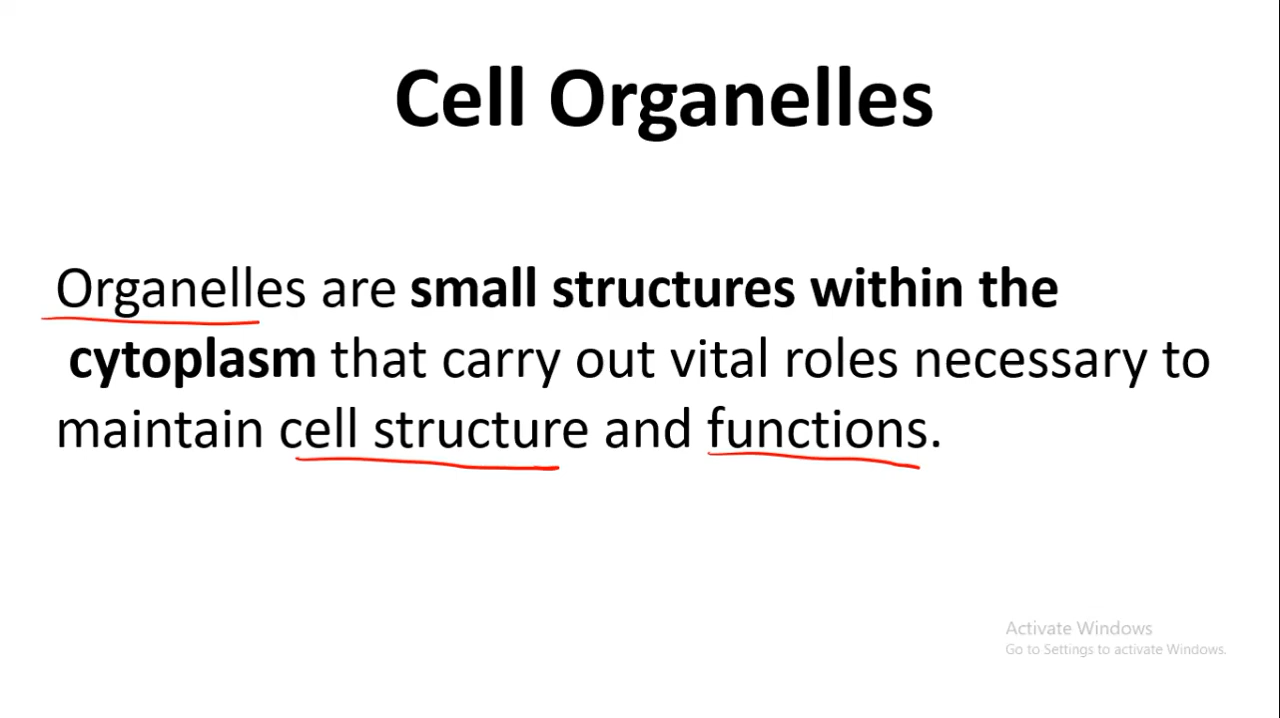 Cell Organelles
Organelles are small structures within the
cytoplasm that carry out vital roles necessary to
maintain cell structure and functions.
Activate Windows
Go to Settings to activate Windows.